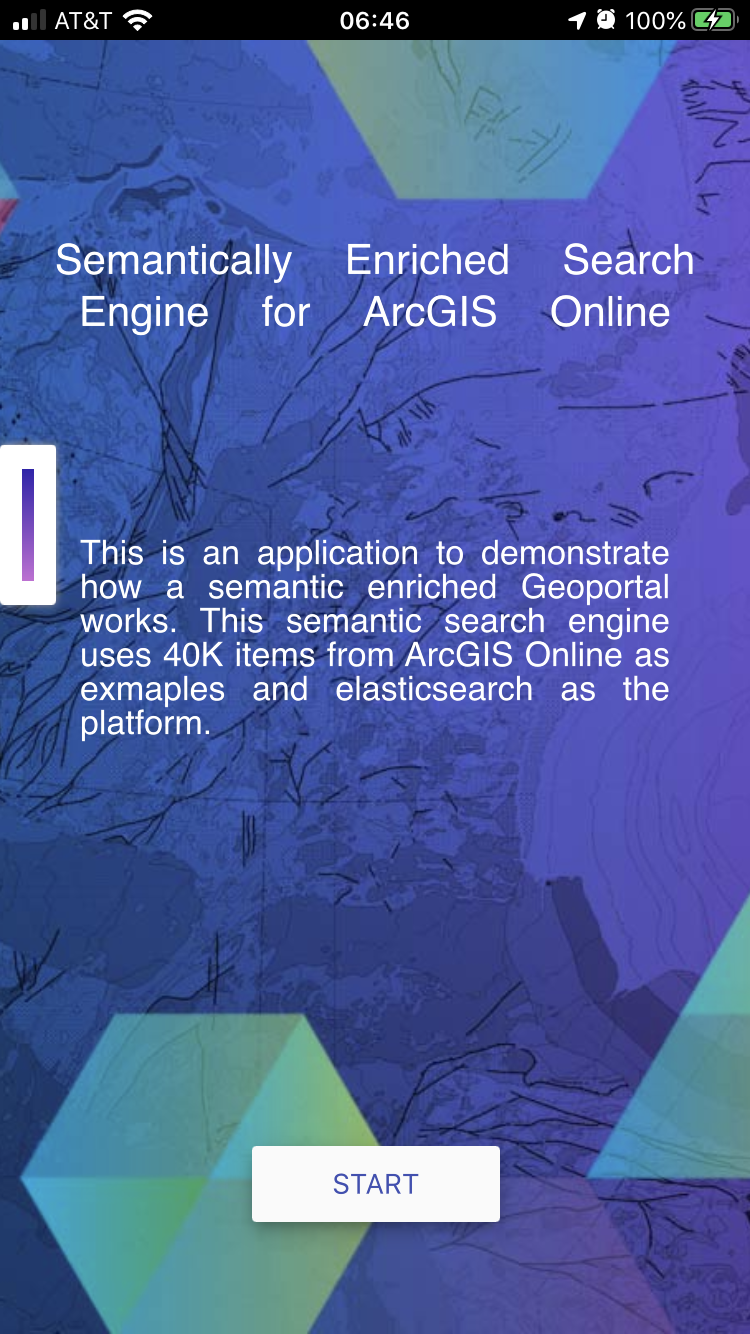 AT&T 06:46 100%
Semantically Enriched Search
Engine for ArcGIS Online
This is an application to demonstrate
how a semantic enriched Geoportal
works. This semantic search engine
uses 40K items from ArcGIS Online as
exmaples and elasticsearch as the
platform.
START